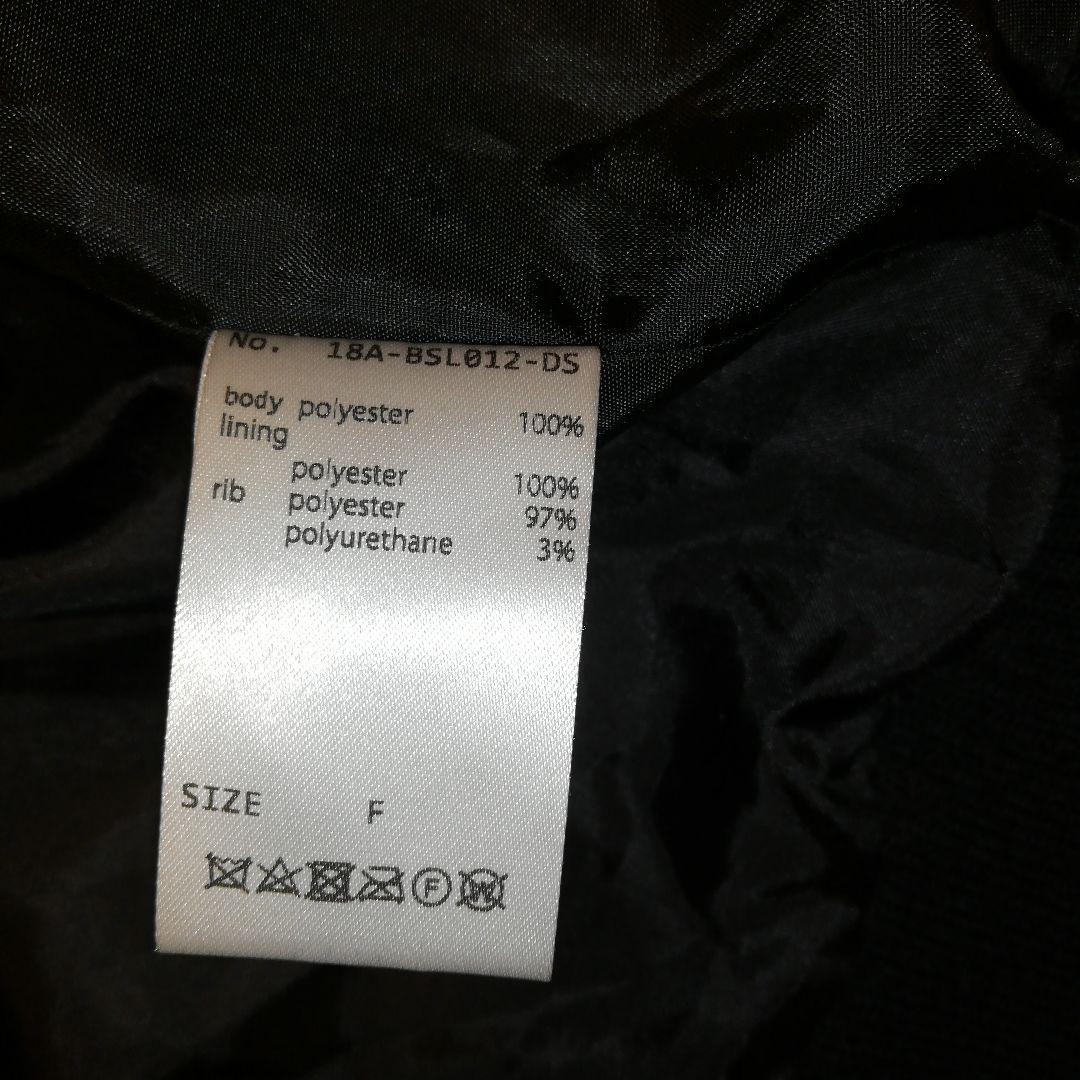 No. 18A-BSL012-DS
body polyester 100%
lining
polyester 100%
rib polyester 97%
polyurethane 3%
SIZE F
F W